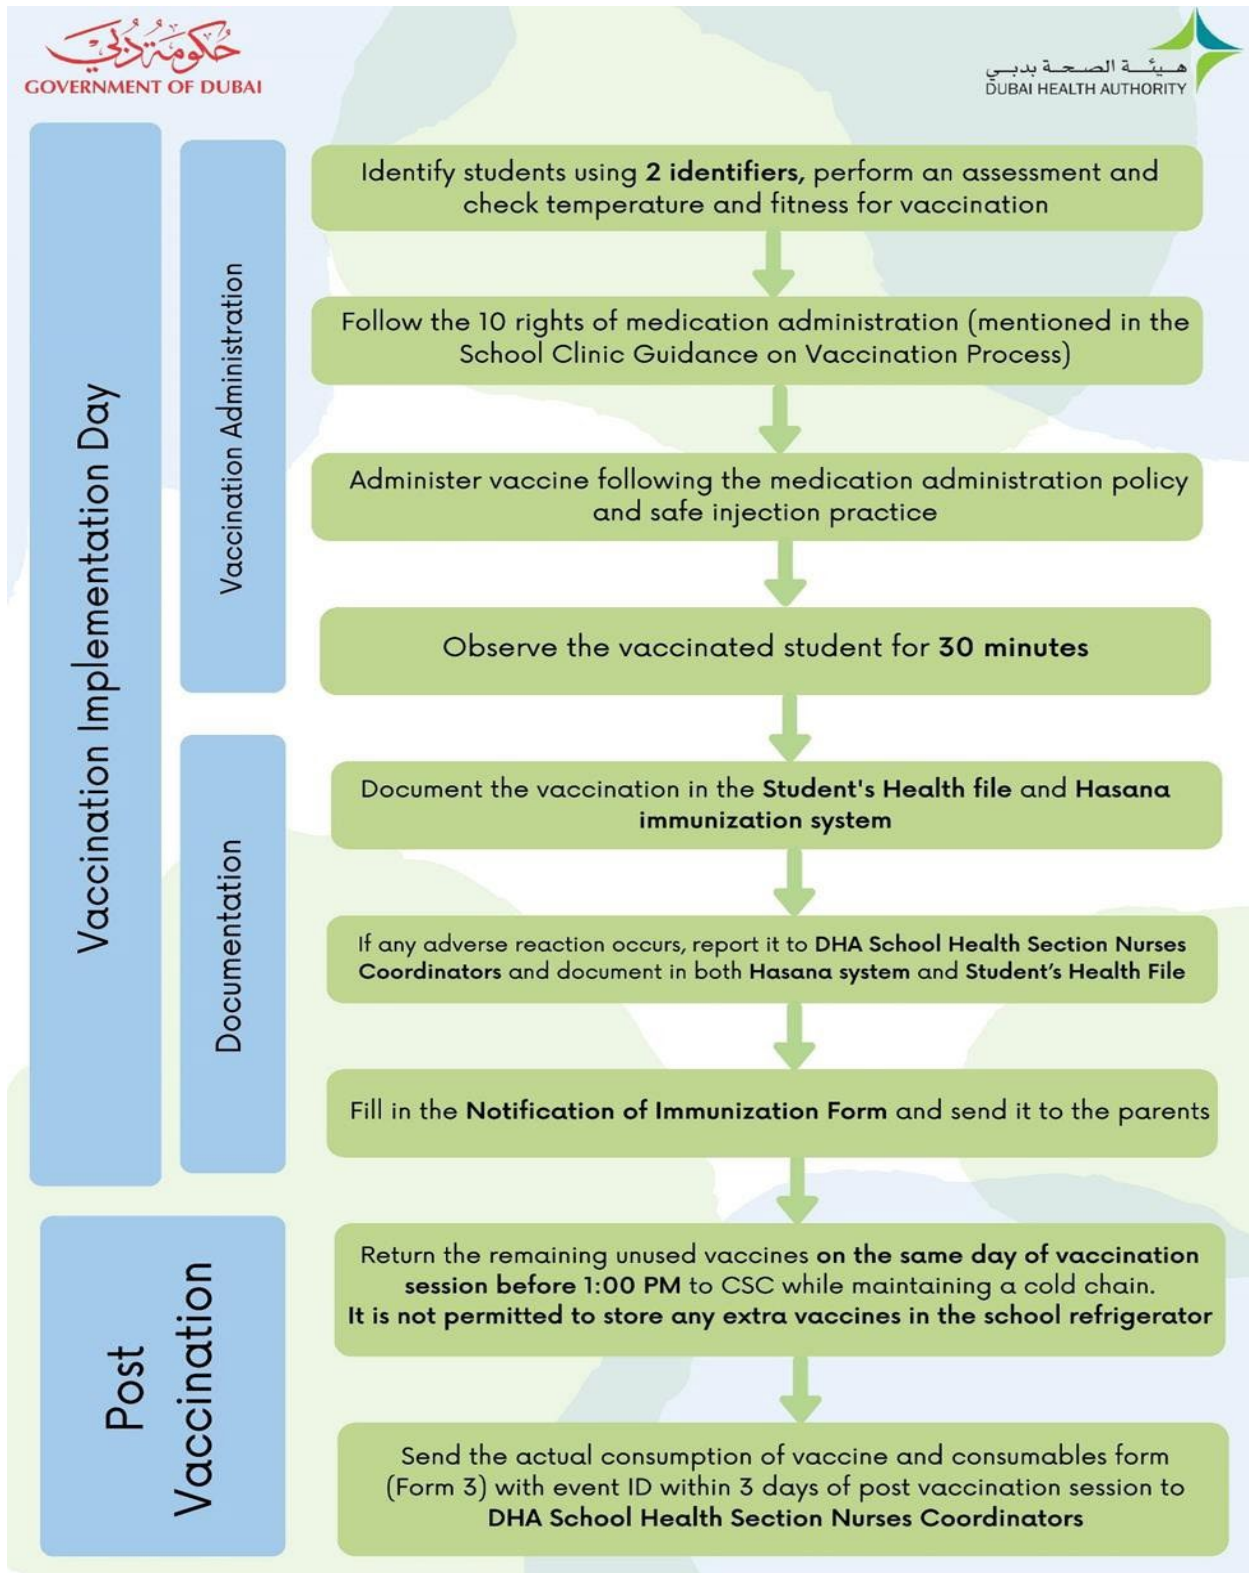 حكومة دبي
GOVERNMENT OF DUBAI
هيئة الصحة بدبي
DUBAI HEALTH AUTHORITY
Vaccination Implementation Day
Vaccination Administration
Identify students using 2 identifiers, perform an assessment and
check temperature and fitness for vaccination
Follow the 10 rights of medication administration (mentioned in the
School Clinic Guidance on Vaccination Process)
Administer vaccine following the medication administration policy
and safe injection practice
Observe the vaccinated student for 30 minutes
Documentation
Document the vaccination in the Student's Health file and Hasana
immunization system
If any adverse reaction occurs, report it to DHA School Health Section Nurses
Coordinators and document in both Hasana system and Student’s Health File
Fill in the Notification of Immunization Form and send it to the parents
Post
Vaccination
Return the remaining unused vaccines on the same day of vaccination
session before 1:00 PM to CSC while maintaining a cold chain.
It is not permitted to store any extra vaccines in the school refrigerator
Send the actual consumption of vaccine and consumables form
(Form 3) with event ID within 3 days of post vaccination session to
DHA School Health Section Nurses Coordinators